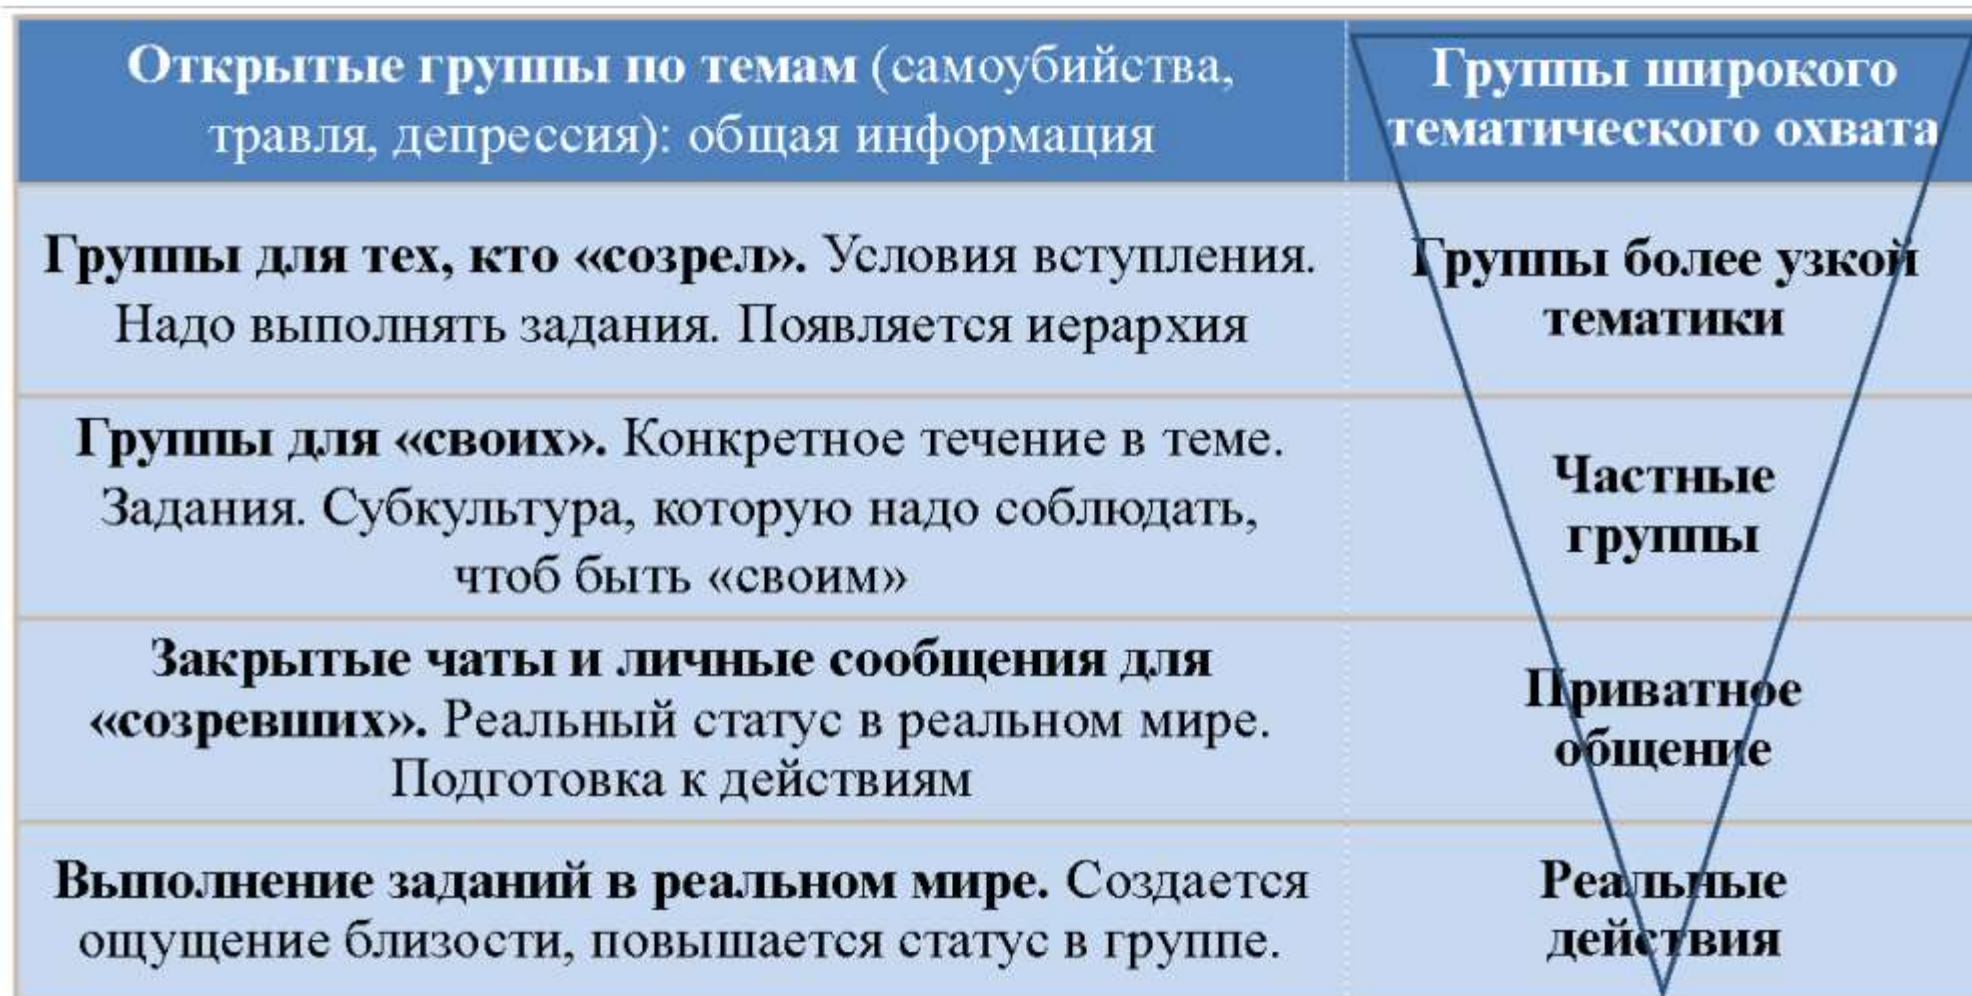 Открытые группы по темам (самоубийства,
травля, депрессия): общая информация
Группы широкого
тематического охвата
Группы для тех, кто «созрел». Условия вступления.
Надо выполнять задания. Появляется иерархия
Группы более узкой
тематики
Группы для «своих». Конкретное течение в теме.
Задания. Субкультура, которую надо соблюдать,
чтоб быть «своим»
Частные
группы
Закрытые чаты и личные сообщения для
«созревших». Реальный статус в реальном мире.
Подготовка к действиям
Приватное
общение
Выполнение заданий в реальном мире. Создается
ощущение близости, повышается статус в группе.
Реальные
действия